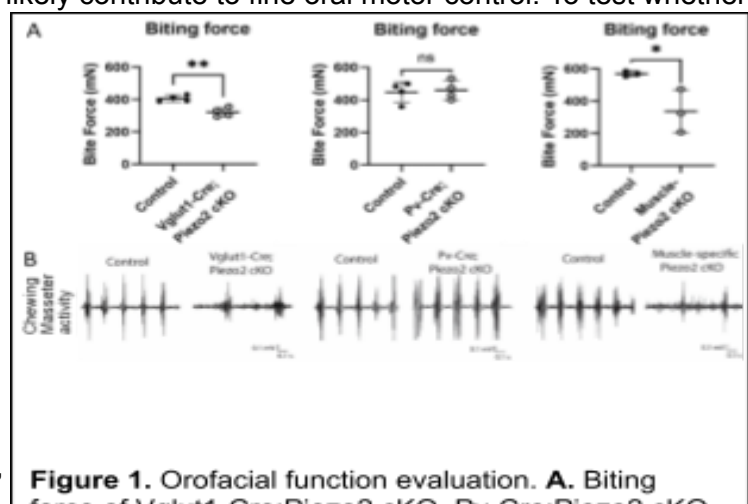 likely contribute to fine oral motor control. To test whether
A
Biting force
Biting force
Biting force
**
ns
*
Bite Force (mN)
600
400
200
0
Control
Vglut1-Cre;
Piezo2 cKO
Bite Force (mN)
600
400
200
0
Control
Pv-Cre;
Piezo2 cKO
Bite Force (mN)
600
400
200
0
Control
Muscle-
Piezo2 cKO
B
Chewing
Masseter
activity
Control
Vglut1-Cre;
Piezo2 cKO
Control
Pv-Cre;
Piezo2 cKO
Control
Muscle-specific
Piezo2 cKO
Figure 1. Orofacial function evaluation. A. Biting
force of Vglut1-Cre;Piezo2 cKO, Pv-Cre;Piezo2 cKO